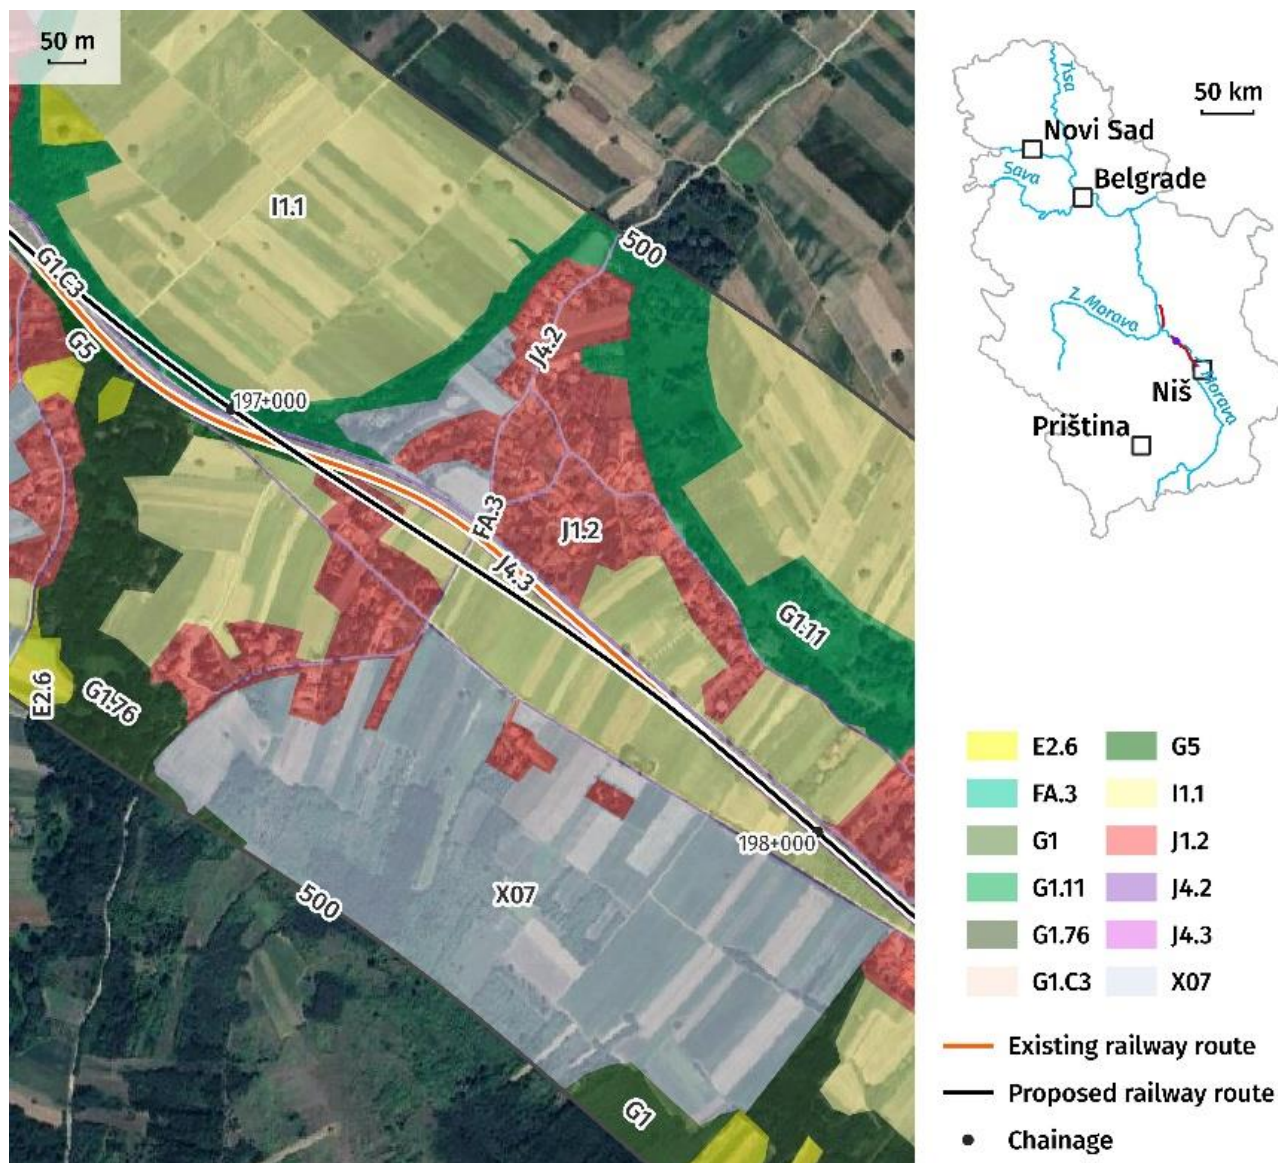 50 m
I1.1
500
G1.C3
G5
J4.2
197+000
FA.3
J1.2
J4.3
G1.11
E2.6
G1.76
198+000
500
X07
G1
Tisa
50 km
Novi Sad
Sava
Belgrade
Z. Morava
Niš
J. Morava
Priština
E2.6
FA.3
G1
G1.11
G1.76
G1.C3
G5
I1.1
J1.2
J4.2
J4.3
X07
Existing railway route
Proposed railway route
Chainage